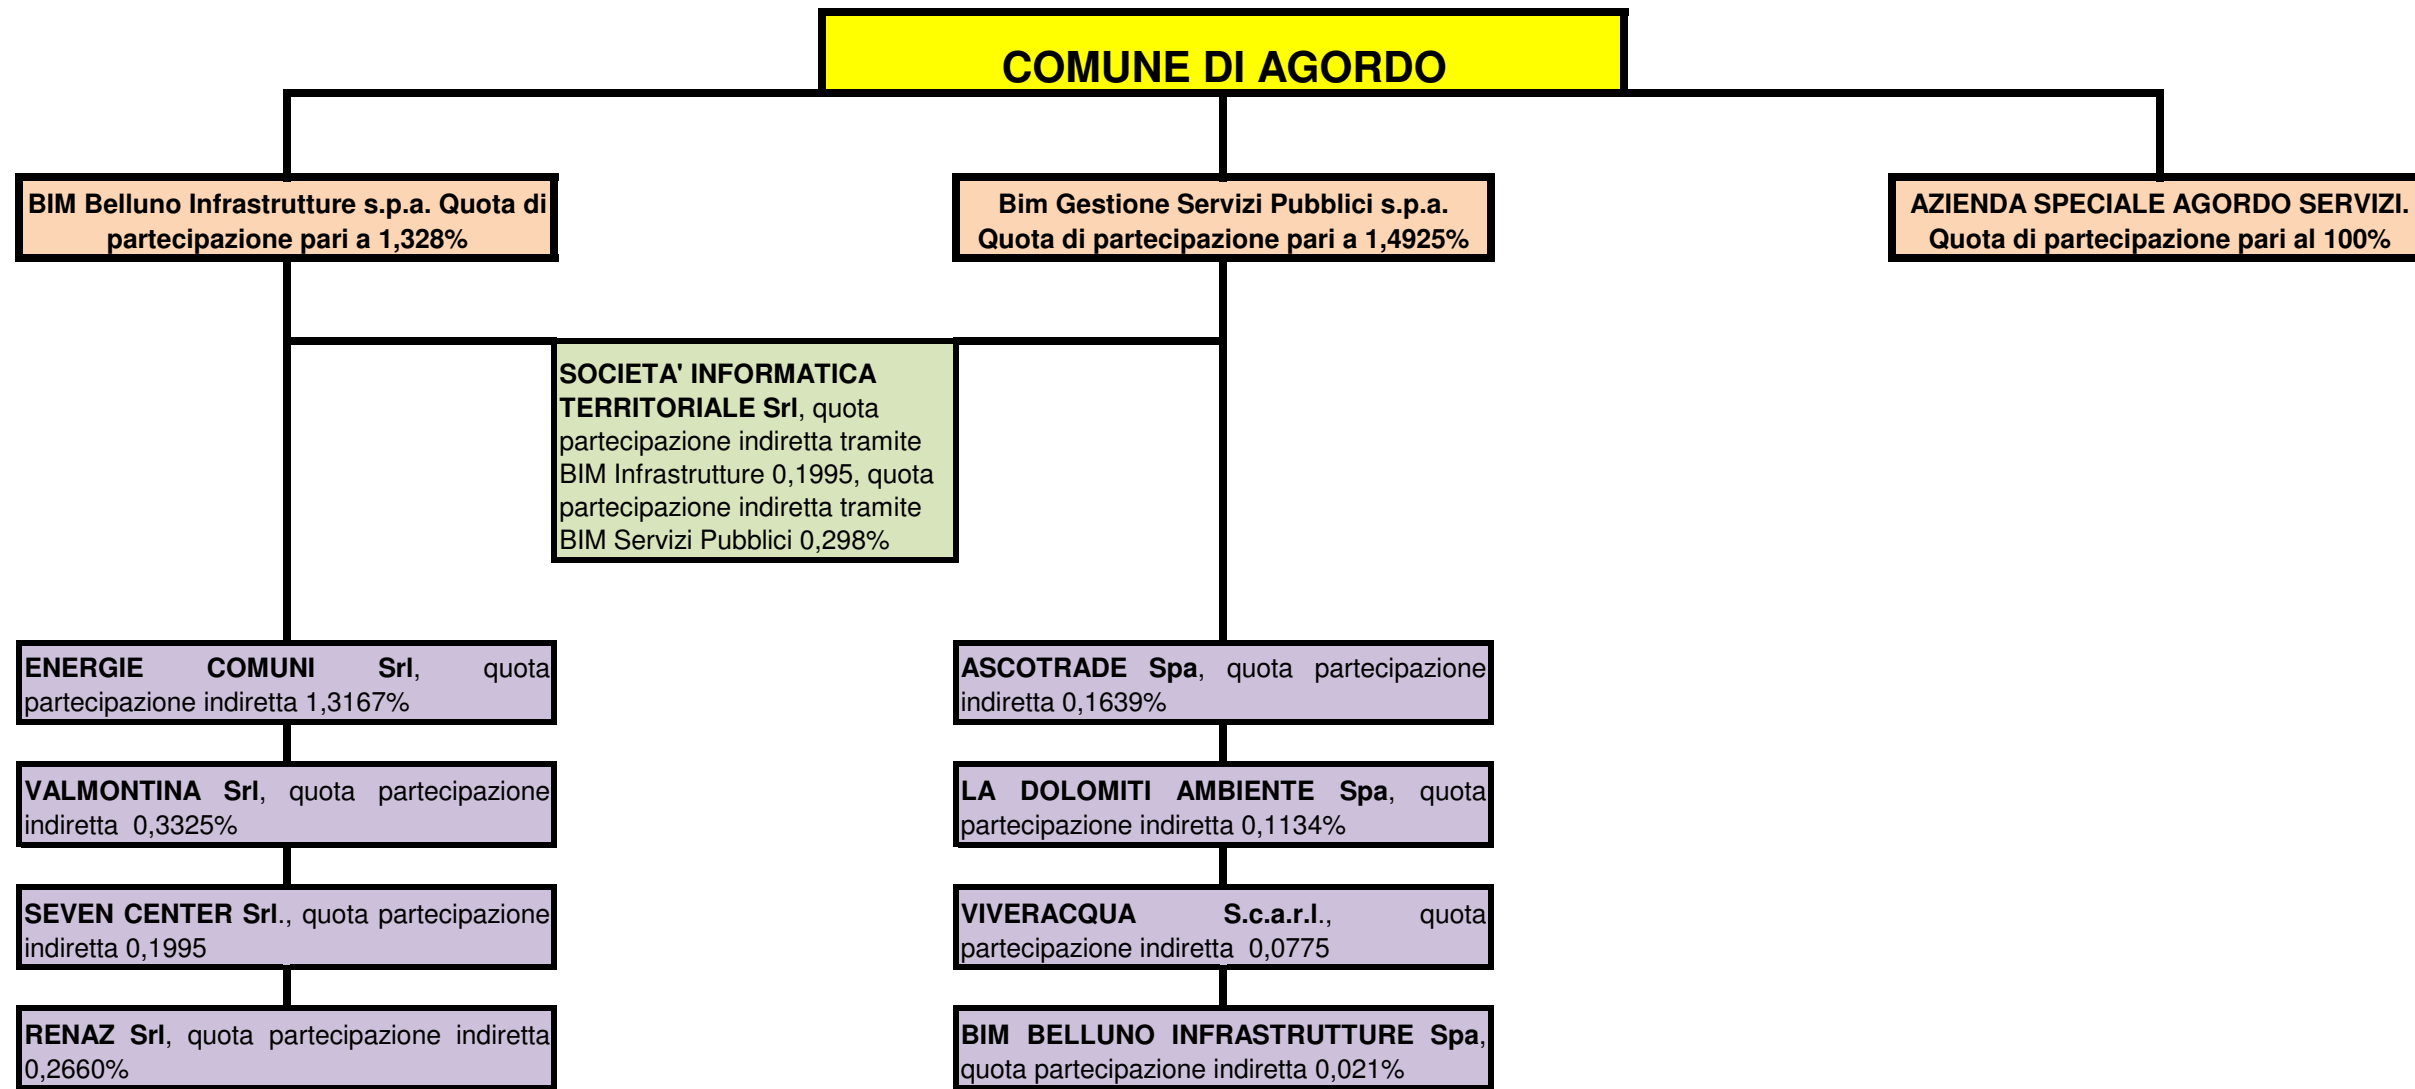 COMUNE DI AGORDO
BIM Belluno Infrastrutture s.p.a. Quota di
partecipazione pari a 1,328%
Bim Gestione Servizi Pubblici s.p.a.
Quota di partecipazione pari a 1,4925%
AZIENDA SPECIALE AGORDO SERVIZI.
Quota di partecipazione pari al 100%
SOCIETA' INFORMATICA
TERRITORIALE Srl, quota
partecipazione indiretta tramite
BIM Infrastrutture 0,1995, quota
partecipazione indiretta tramite
BIM Servizi Pubblici 0,298%
ENERGIE COMUNI Srl, quota
partecipazione indiretta 1,3167%
VALMONTINA Srl, quota partecipazione
indiretta 0,3325%
SEVEN CENTER Srl., quota partecipazione
indiretta 0,1995
RENAZ Srl, quota partecipazione indiretta
0,2660%
ASCOTRADE Spa, quota partecipazione
indiretta 0,1639%
LA DOLOMITI AMBIENTE Spa, quota
partecipazione indiretta 0,1134%
VIVERACQUA S.c.a.r.l., quota
partecipazione indiretta 0,0775
BIM BELLUNO INFRASTRUTTURE Spa,
quota partecipazione indiretta 0,021%